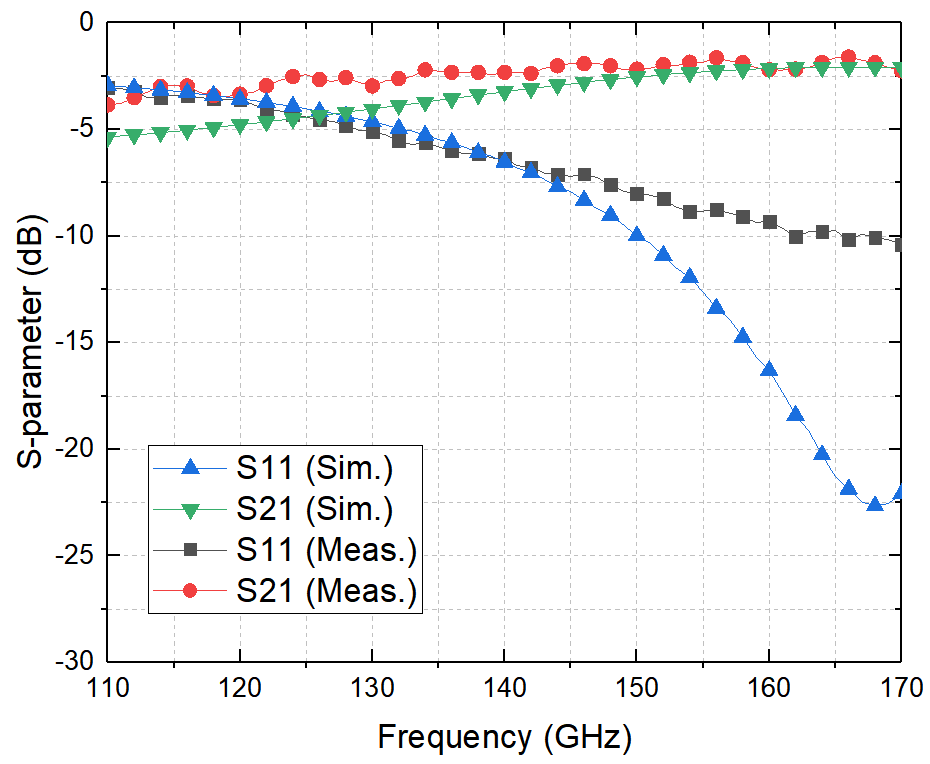 0
-5
-10
-15
-20
-25
-30
S-parameter (dB)
S11 (Sim.)
S21 (Sim.)
S11 (Meas.)
S21 (Meas.)
110 120 130 140 150 160 170
Frequency (GHz)